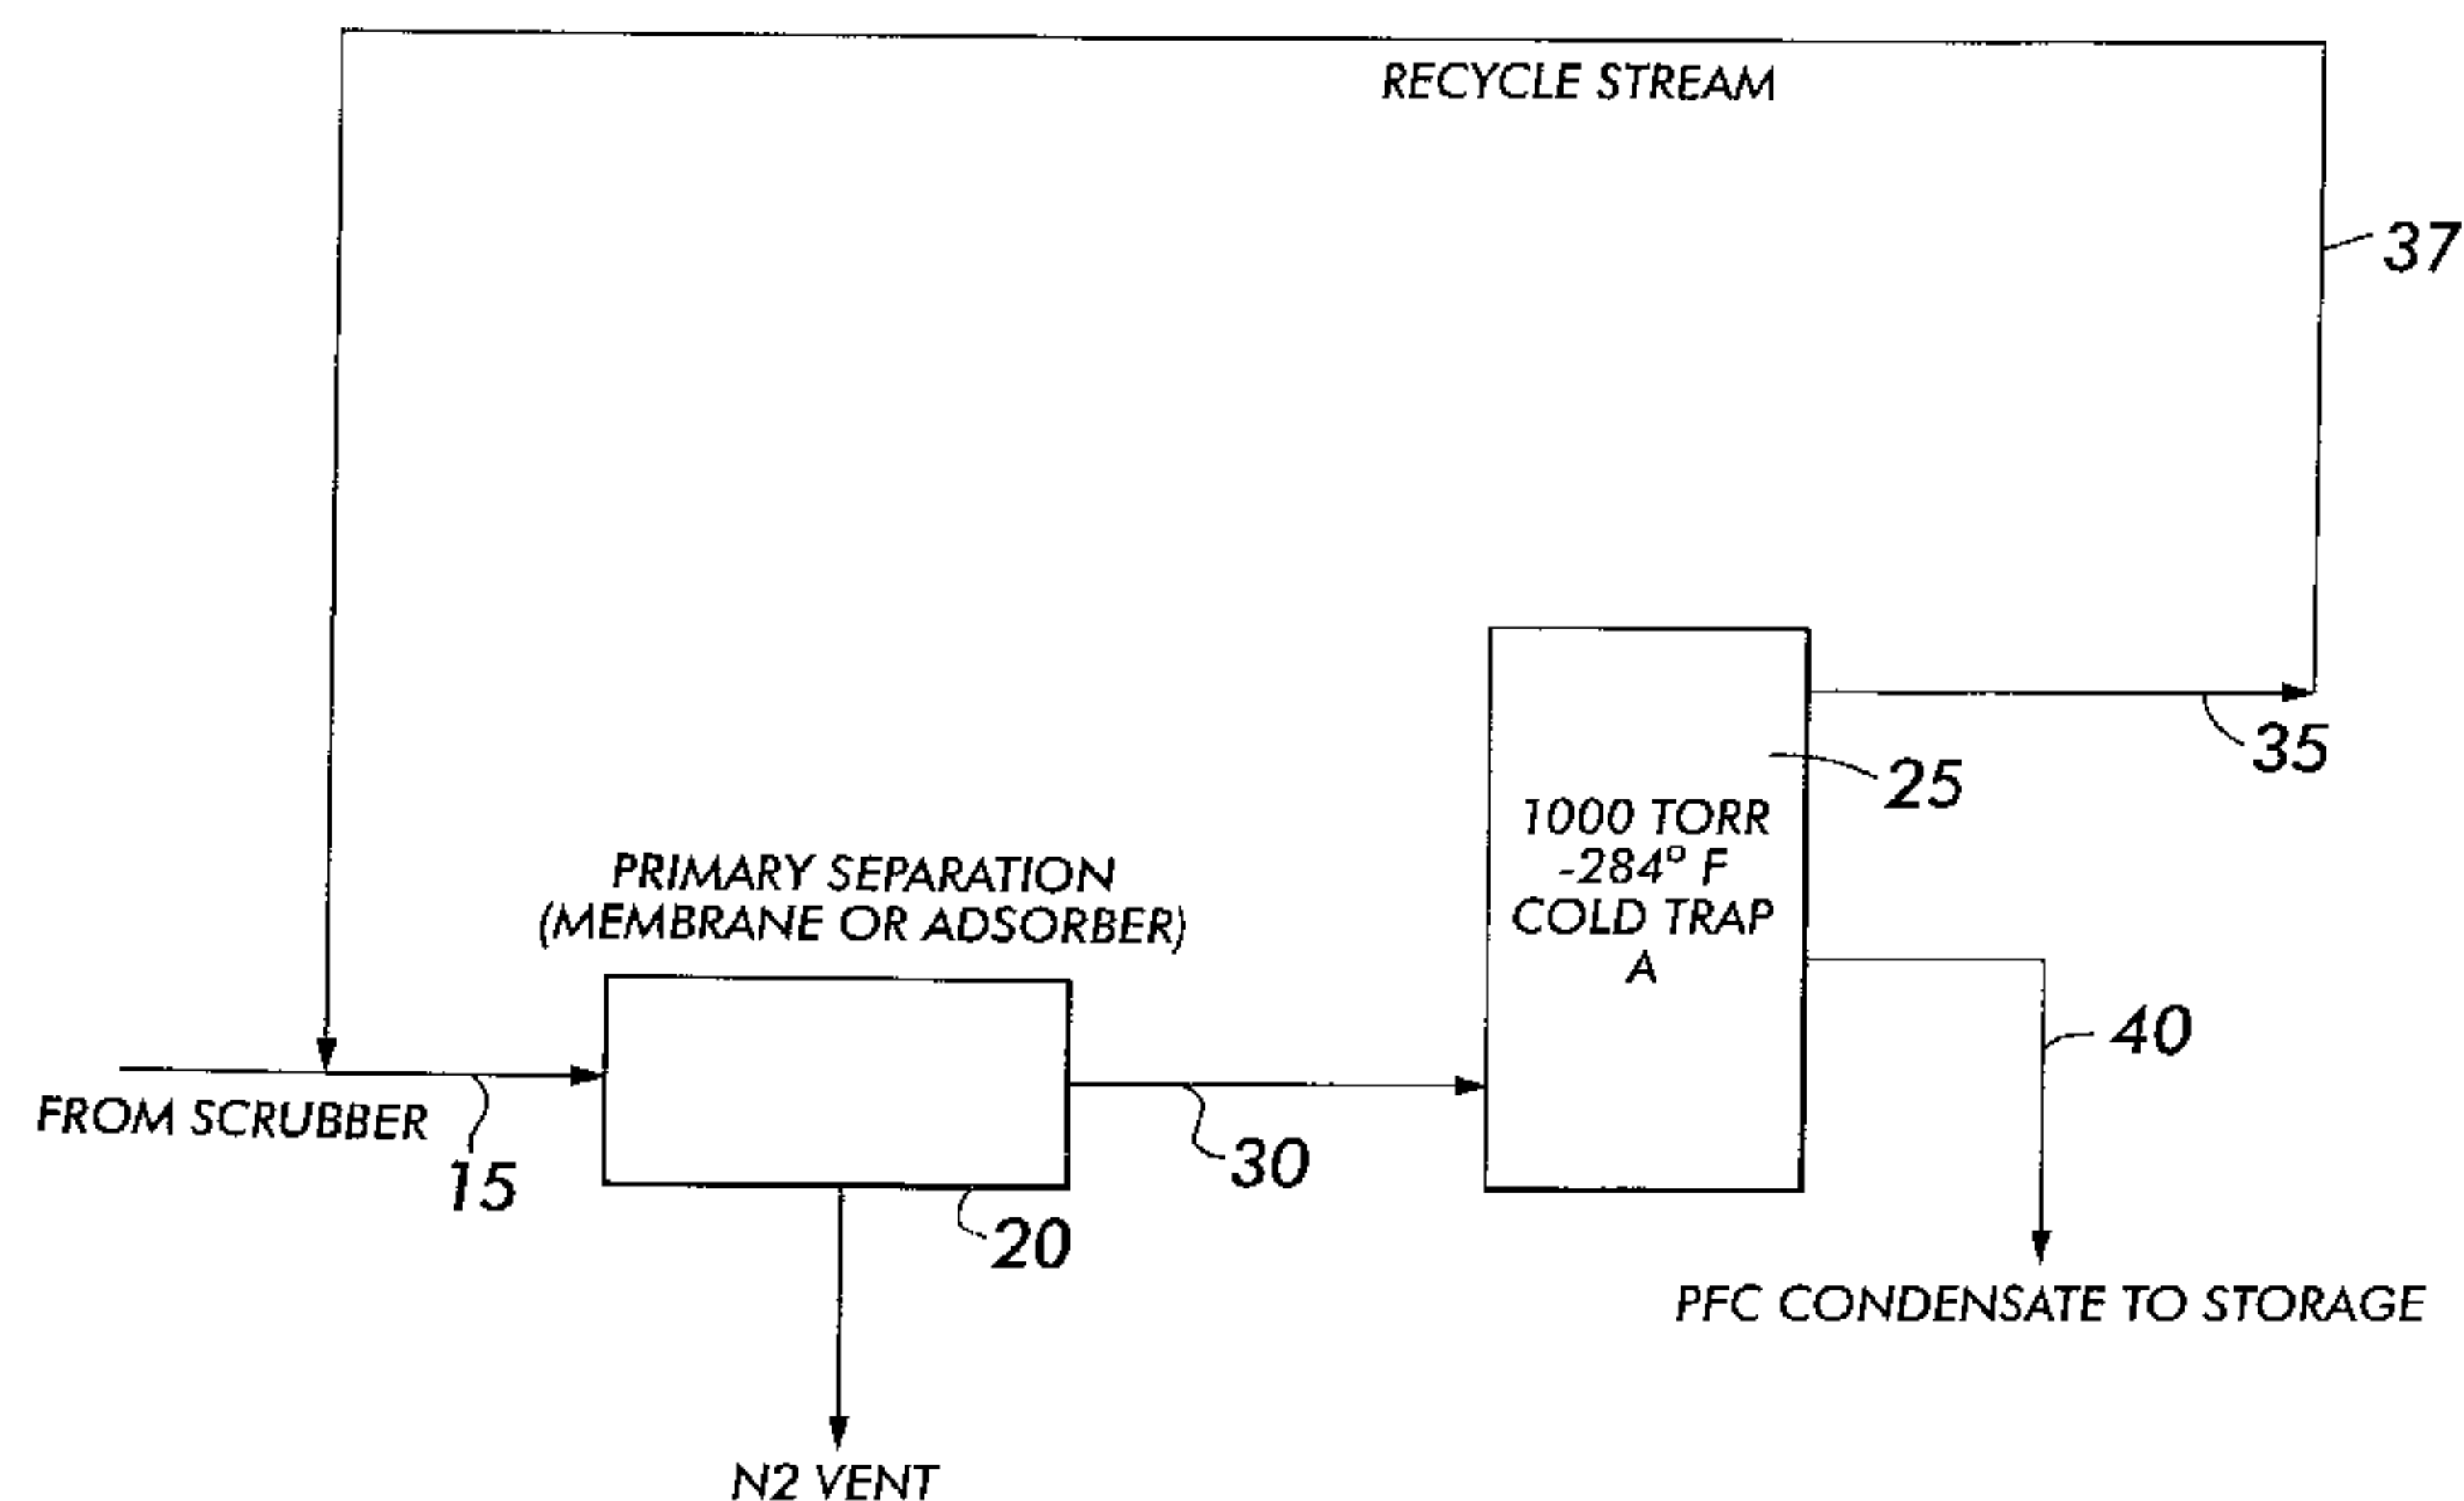 RECYCLE STREAM
37
35
25
1000 TORR
-284° F
COLD TRAP
A
PRIMARY SEPARATION
(MEMBRANE OR ADSORBER)
40
FROM SCRUBBER
15
30
20
PFC CONDENSATE TO STORAGE
N2 VENT